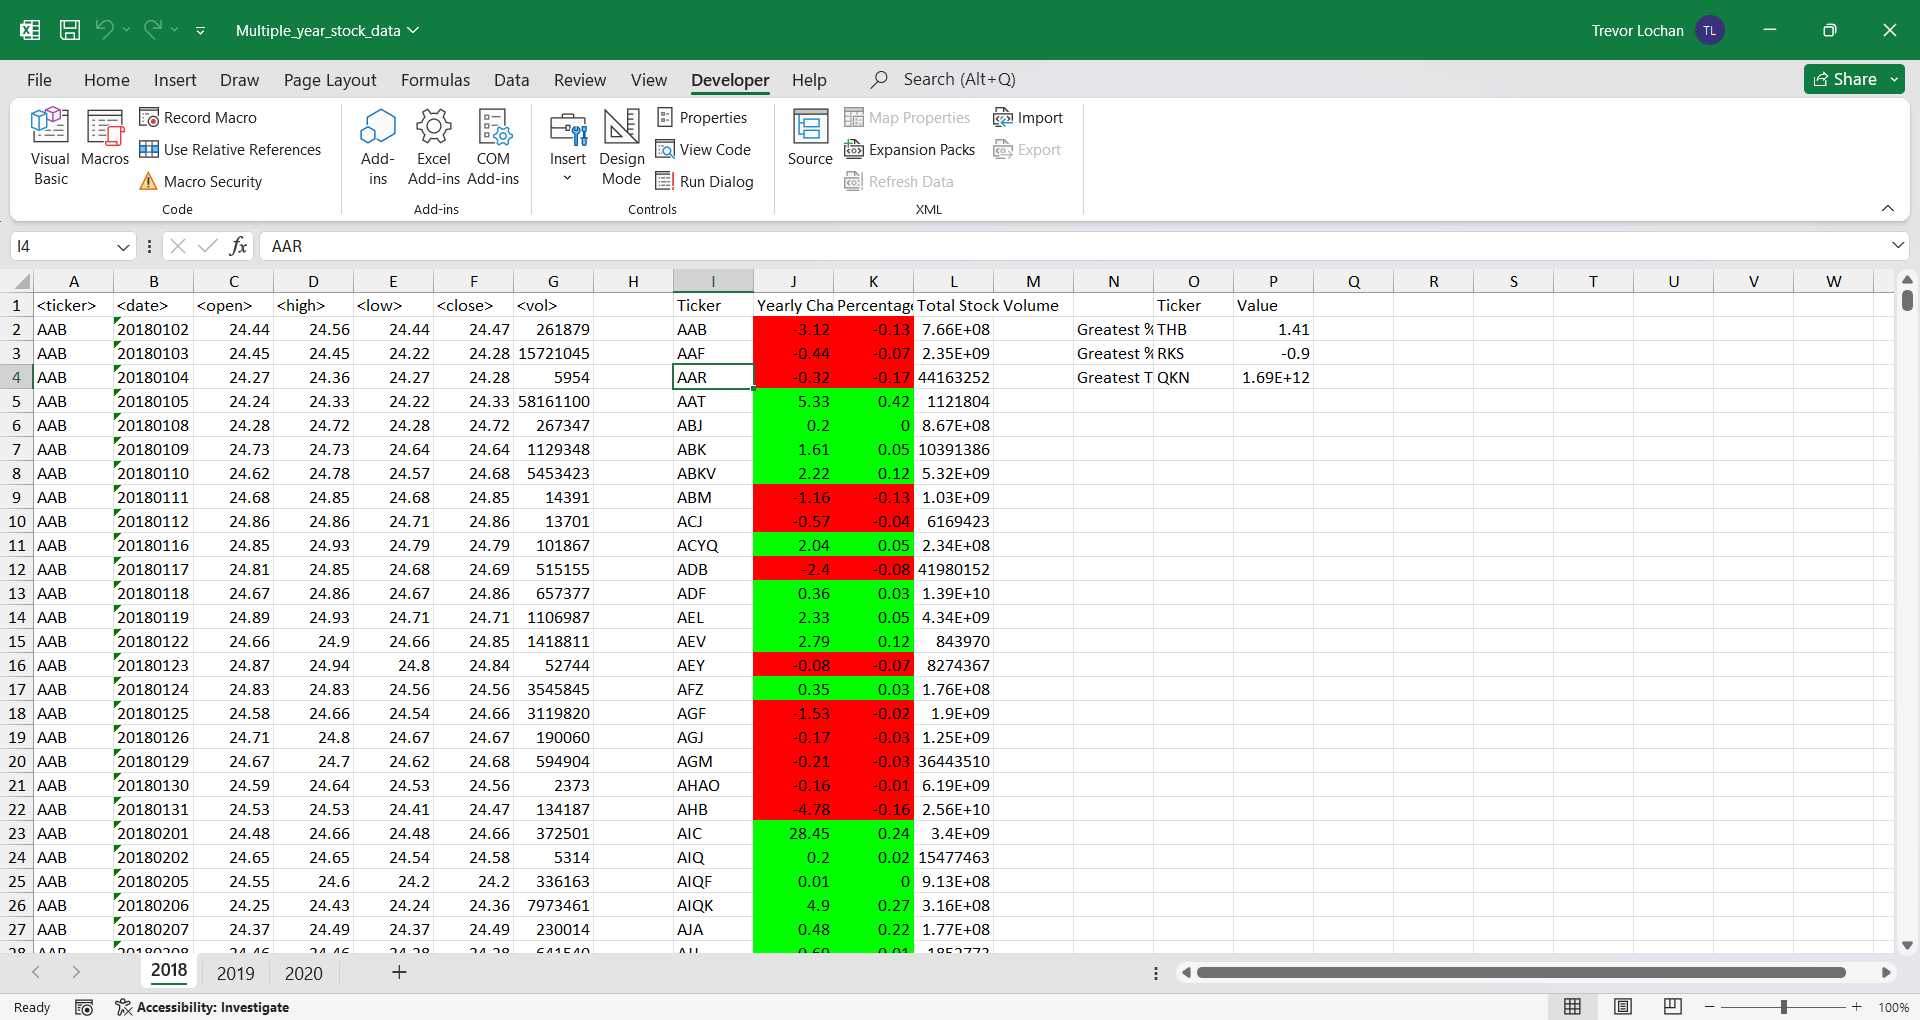 Multiple_year_stock_data
Trevor Lochan TL
File Home Insert Draw Page Layout Formulas Data Review View Developer Help Search (Alt+Q) Share
Visual Basic
Macros
Record Macro
Use Relative References
Macro Security
Code
Add-ins
Excel Add-ins
COM Add-ins
Add-ins
Insert
Design Mode
Properties
View Code
Run Dialog
Controls
Source
Map Properties
Expansion Packs
Refresh Data
Import
Export
XML
I4 fx AAR
A B C D E F G H I J K L M N O P Q R S T U V W
1 <ticker> <date> <open> <high> <low> <close> <vol> Ticker Yearly Cha Percentage Total Stock Volume Ticker Value
2 AAB 20180102 24.44 24.56 24.44 24.47 261879 AAB -3.12 -0.13 7.66E+08 Greatest % THB 1.41
3 AAB 20180103 24.45 24.45 24.22 24.28 15721045 AAF -0.44 -0.07 2.35E+09 Greatest % RKS -0.9
4 AAB 20180104 24.27 24.36 24.27 24.28 5954 AAR -0.32 -0.17 44163252 Greatest T QKN 1.69E+12
5 AAB 20180105 24.24 24.33 24.22 24.33 58161100 AAT 5.33 0.42 1121804
6 AAB 20180108 24.28 24.72 24.28 24.72 267347 ABJ 0.2 0 8.67E+08
7 AAB 20180109 24.73 24.73 24.64 24.64 1129348 ABK 1.61 0.05 10391386
8 AAB 20180110 24.62 24.78 24.57 24.68 5453423 ABKV 2.22 0.12 5.32E+09
9 AAB 20180111 24.68 24.85 24.68 24.85 14391 ABM -1.16 -0.13 1.03E+09
10 AAB 20180112 24.86 24.86 24.71 24.86 13701 ACJ -0.57 -0.04 6169423
11 AAB 20180116 24.85 24.93 24.79 24.79 101867 ACYQ 2.04 0.05 2.34E+08
12 AAB 20180117 24.81 24.85 24.68 24.69 515155 ADB -2.4 -0.08 41980152
13 AAB 20180118 24.67 24.86 24.67 24.86 657377 ADF 0.36 0.03 1.39E+10
14 AAB 20180119 24.89 24.93 24.71 24.71 1106987 AEL 2.33 0.05 4.34E+09
15 AAB 20180122 24.66 24.9 24.66 24.85 1418811 AEV 2.79 0.12 843970
16 AAB 20180123 24.87 24.94 24.8 24.84 52744 AEY -0.08 -0.07 8274367
17 AAB 20180124 24.83 24.83 24.56 24.56 3545845 AFZ 0.35 0.03 1.76E+08
18 AAB 20180125 24.58 24.66 24.54 24.66 3119820 AGF -1.53 -0.02 1.9E+09
19 AAB 20180126 24.71 24.8 24.67 24.67 190060 AGJ -0.17 -0.03 1.25E+09
20 AAB 20180129 24.67 24.7 24.62 24.68 594904 AGM -0.21 -0.03 36443510
21 AAB 20180130 24.59 24.64 24.53 24.56 2373 AHAO -0.16 -0.01 6.19E+09
22 AAB 20180131 24.53 24.53 24.41 24.47 134187 AHB -4.78 -0.16 2.56E+10
23 AAB 20180201 24.48 24.66 24.48 24.66 372501 AIC 28.45 0.24 3.4E+09
24 AAB 20180202 24.65 24.65 24.54 24.58 5314 AIQ 0.2 0.02 15477463
25 AAB 20180205 24.55 24.6 24.2 24.2 336163 AIQF 0.01 0 9.13E+08
26 AAB 20180206 24.25 24.43 24.24 24.36 7973461 AIQK 4.9 0.27 3.16E+08
27 AAB 20180207 24.37 24.49 24.37 24.49 230014 AJA 0.48 0.22 1.77E+08
28 AAB 20180208
2018 2019 2020
Ready Accessibility: Investigate 100%